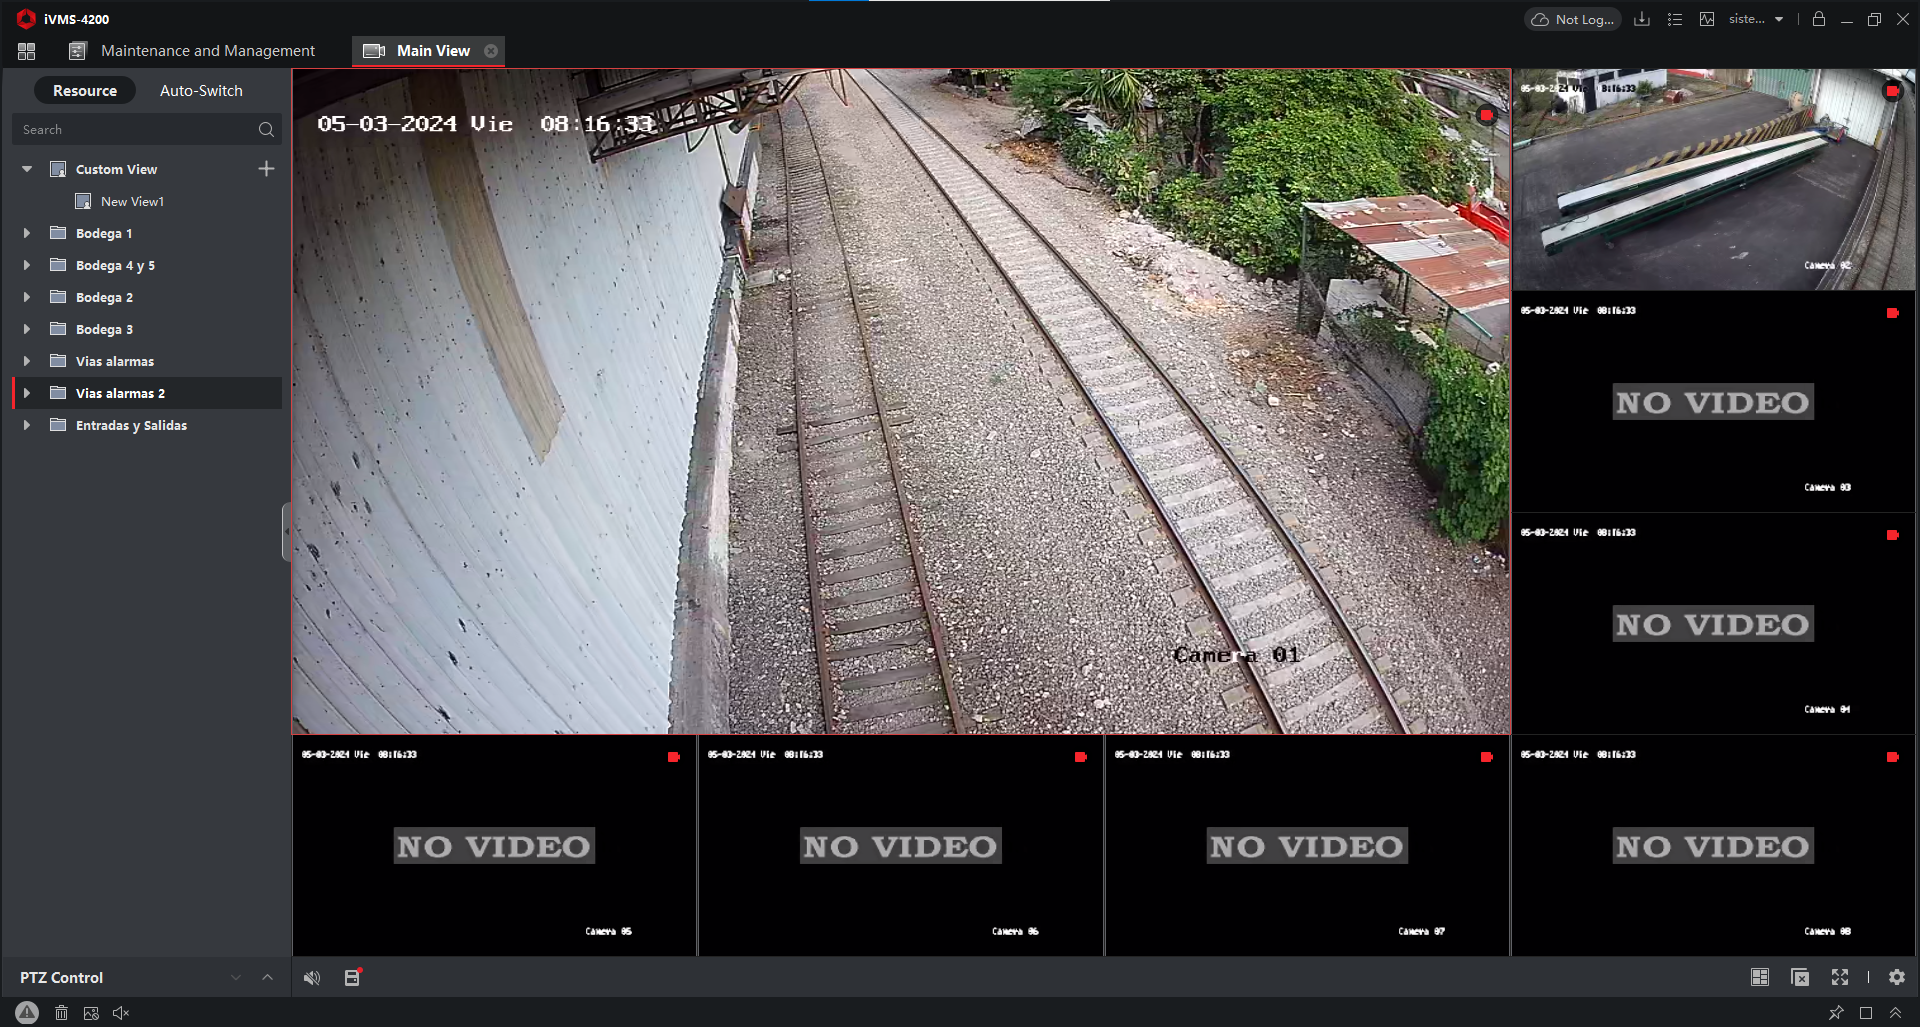 iVMS-4200
Not Log...
siste...
Maintenance and Management
Main View
Resource
Auto-Switch
Search
Custom View
New View1
Bodega 1
Bodega 4 y 5
Bodega 2
Bodega 3
Vias alarmas
Vias alarmas 2
Entradas y Salidas
05-03-2024 Vie 08:16:33
Camera 01
05-03-2024 Vie 08:16:33
Camera 02
05-03-2024 Vie 08:16:33
NO VIDEO
Camera 03
05-03-2024 Vie 08:16:33
NO VIDEO
Camera 04
05-03-2024 Vie 08:16:33
NO VIDEO
Camera 05
05-03-2024 Vie 08:16:33
NO VIDEO
Camera 06
05-03-2024 Vie 08:16:33
NO VIDEO
Camera 07
05-03-2024 Vie 08:16:33
NO VIDEO
Camera 08
PTZ Control